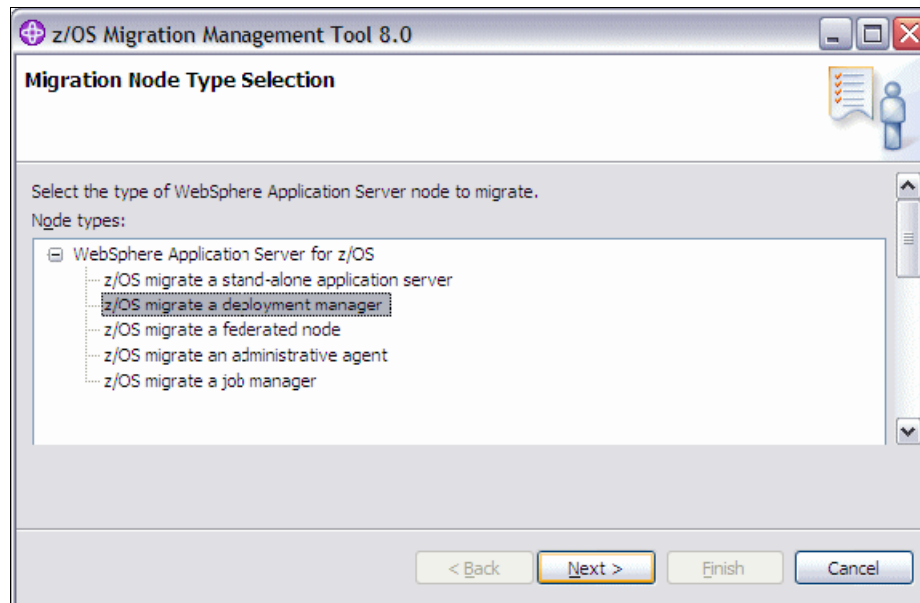 z/OS Migration Management Tool 8.0
Migration Node Type Selection
Select the type of WebSphere Application Server node to migrate.
Node types:
WebSphere Application Server for z/OS
z/OS migrate a stand-alone application server
z/OS migrate a deployment manager
z/OS migrate a federated node
z/OS migrate an administrative agent
z/OS migrate a job manager
< Back Next > Finish Cancel